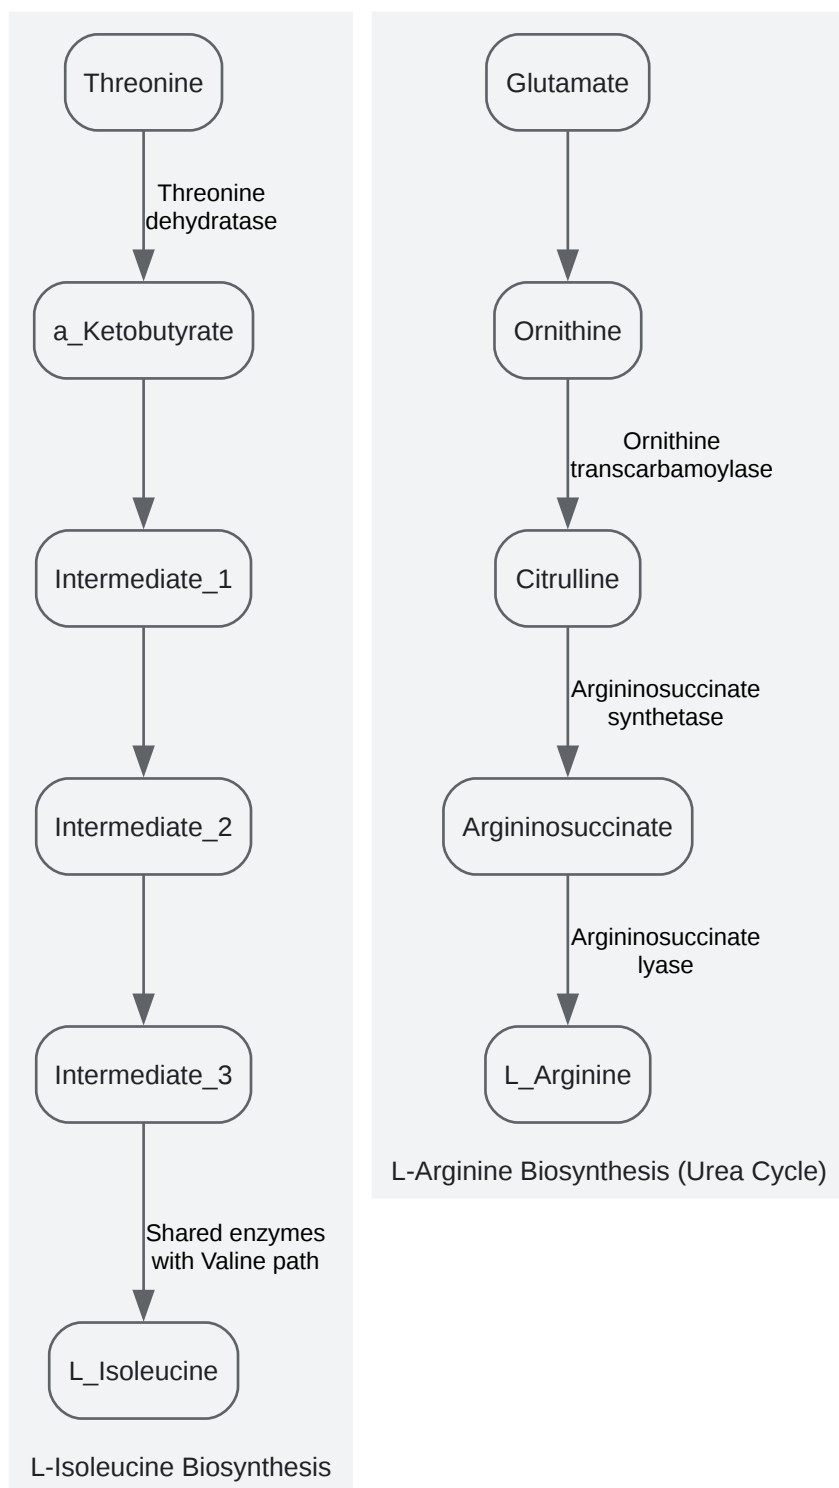 Threonine
Threonine
dehydratase
a_Ketobutyrate
Intermediate_1
Intermediate_2
Intermediate_3
Shared enzymes
with Valine path
L_Isoleucine
L-Isoleucine Biosynthesis
Glutamate
Ornithine
Ornithine
transcarbamoylase
Citrulline
Argininosuccinate
synthetase
Argininosuccinate
Argininosuccinate
lyase
L_Arginine
L-Arginine Biosynthesis (Urea Cycle)